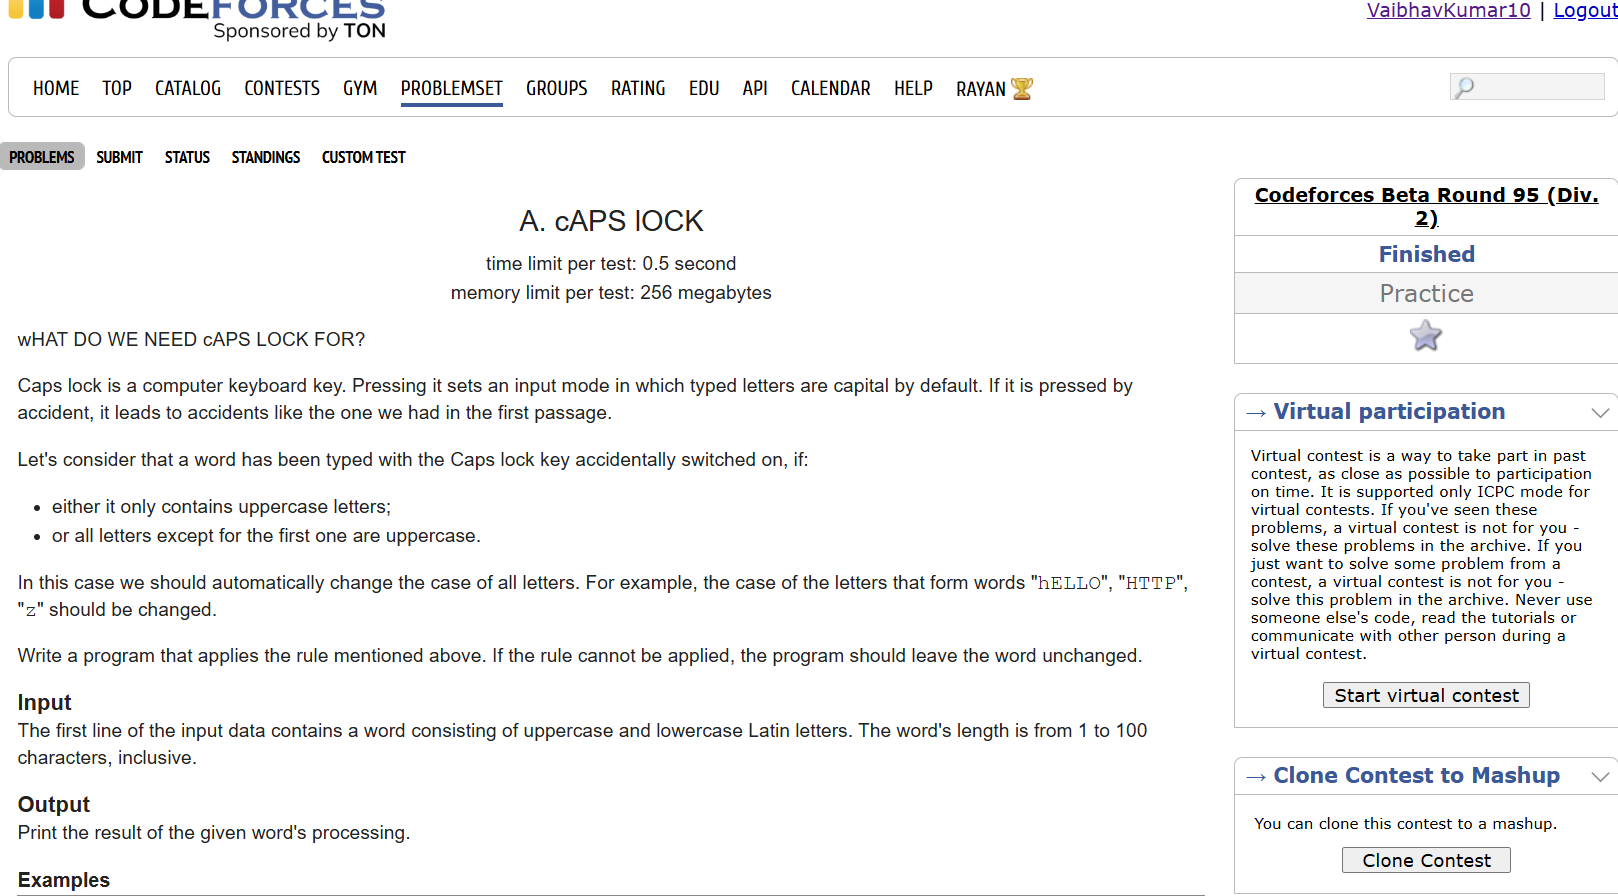 CODEFORCES
Sponsored by TON
VaibhavKumar10 | Logout
HOME TOP CATALOG CONTESTS GYM PROBLEMSET GROUPS RATING EDU API CALENDAR HELP RAYAN
PROBLEMS SUBMIT STATUS STANDINGS CUSTOM TEST
A. cAPS lOCK
time limit per test: 0.5 second
memory limit per test: 256 megabytes
wHAT DO WE NEED cAPS LOCK FOR?
Caps lock is a computer keyboard key. Pressing it sets an input mode in which typed letters are capital by default. If it is pressed by
accident, it leads to accidents like the one we had in the first passage.
Let's consider that a word has been typed with the Caps lock key accidentally switched on, if:
• either it only contains uppercase letters;
• or all letters except for the first one are uppercase.
In this case we should automatically change the case of all letters. For example, the case of the letters that form words "hELLO", "HTTP",
"z" should be changed.
Write a program that applies the rule mentioned above. If the rule cannot be applied, the program should leave the word unchanged.
Input
The first line of the input data contains a word consisting of uppercase and lowercase Latin letters. The word's length is from 1 to 100
characters, inclusive.
Output
Print the result of the given word's processing.
Examples
Codeforces Beta Round 95 (Div.
2)
Finished
Practice
→ Virtual participation
Virtual contest is a way to take part in past
contest, as close as possible to participation
on time. It is supported only ICPC mode for
virtual contests. If you've seen these
problems, a virtual contest is not for you -
solve these problems in the archive. If you
just want to solve some problem from a
contest, a virtual contest is not for you -
solve this problem in the archive. Never use
someone else's code, read the tutorials or
communicate with other person during a
virtual contest.
Start virtual contest
→ Clone Contest to Mashup
You can clone this contest to a mashup.
Clone Contest